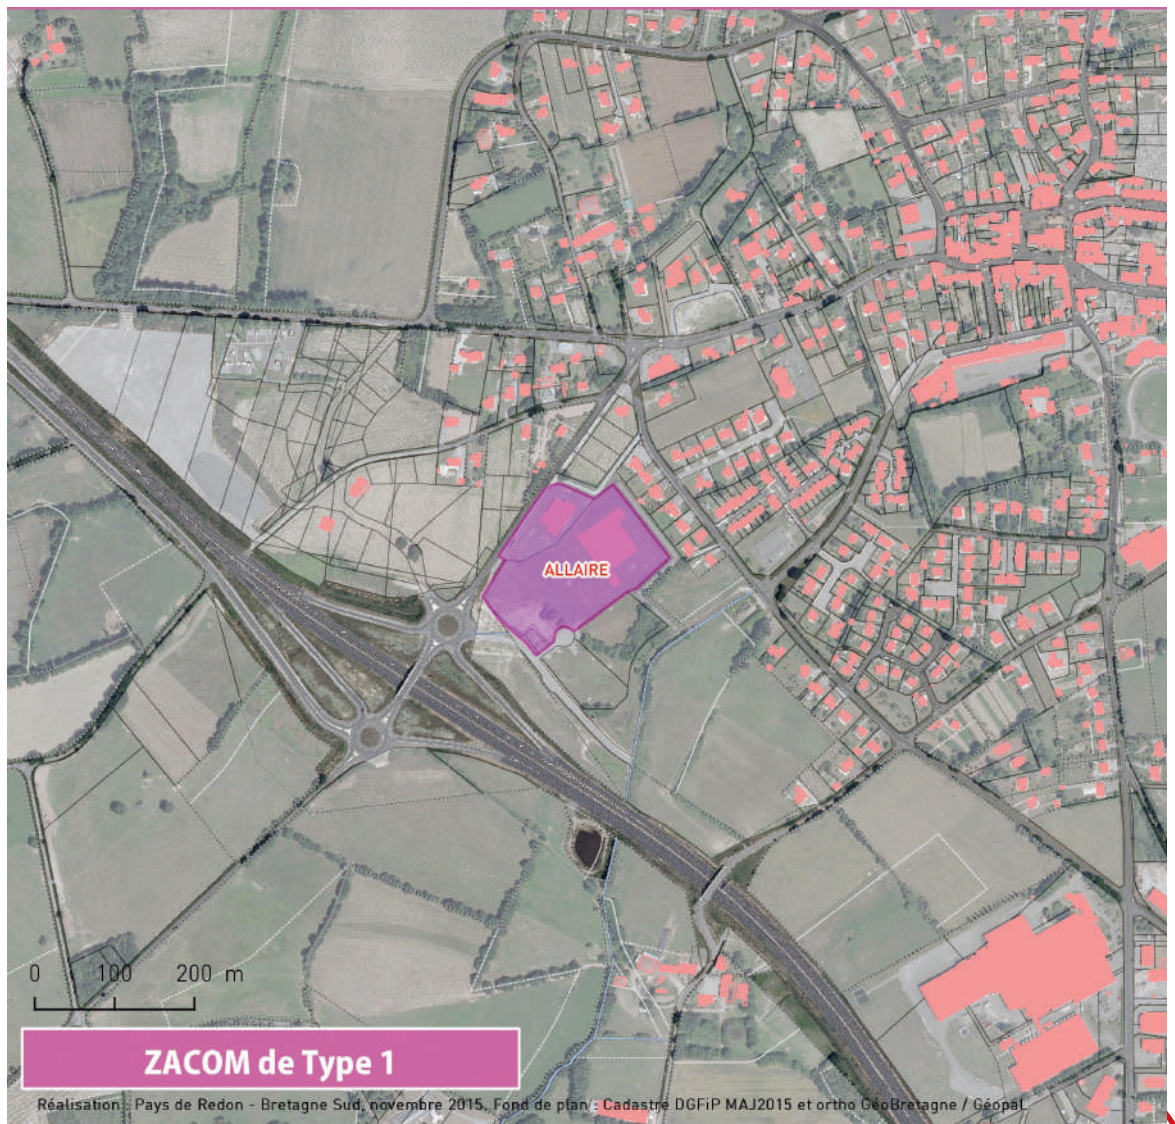 ALLAIRE
0 100 200 m
ZACOM de Type 1
Réalisation : Pays de Redon - Bretagne Sud, novembre 2015. Fond de plan : Cadastre DGFiP MAJ2015 et ortho GéoBretagne / Géopal